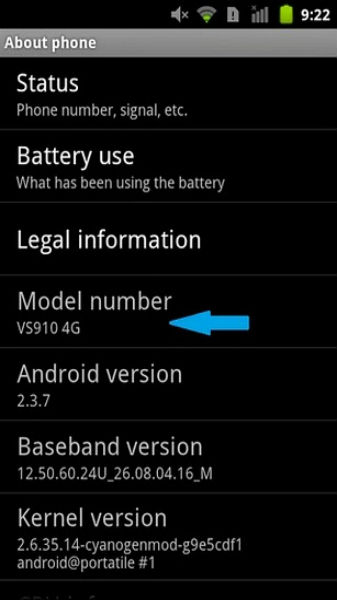 9:22
About phone
Status
Phone number, signal, etc.
Battery use
What has been using the battery
Legal information
Model number
VS910 4G
Android version
2.3.7
Baseband version
12.50.60.24U_26.08.04.16_M
Kernel version
2.6.35.14-cyanogenmod-g9e5cdf1
android@portatile #1